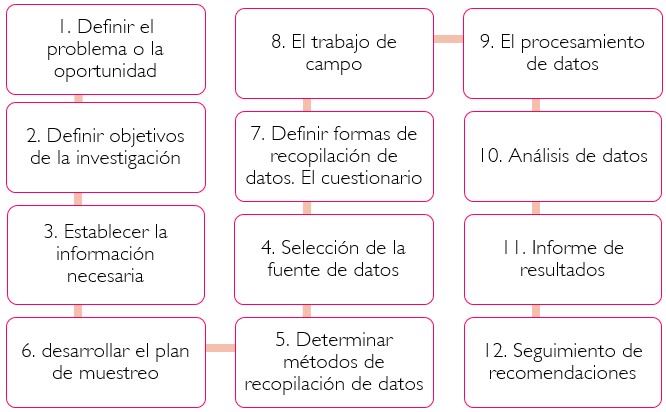 1. Definir el
problema o la
oportunidad
2. Definir objetivos
de la investigación
3. Establecer la
información
necesaria
6. desarrollar el plan
de muestreo
8. El trabajo de
campo
7. Definir formas de
recopilación de
datos. El cuestionario
4. Selección de la
fuente de datos
5. Determinar
métodos de
recopilación de datos
9. El procesamiento
de datos
10. Análisis de datos
11. Informe de
resultados
12. Seguimiento de
recomendaciones